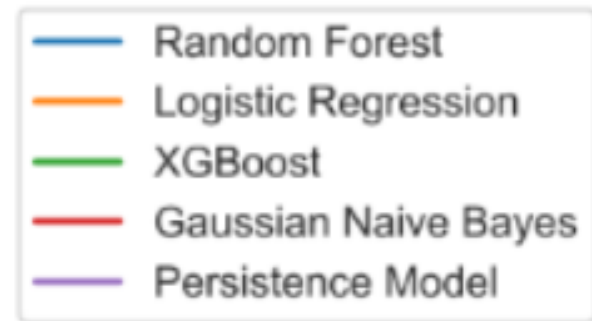 Random Forest
Logistic Regression
XGBoost
Gaussian Naive Bayes
Persistence Model